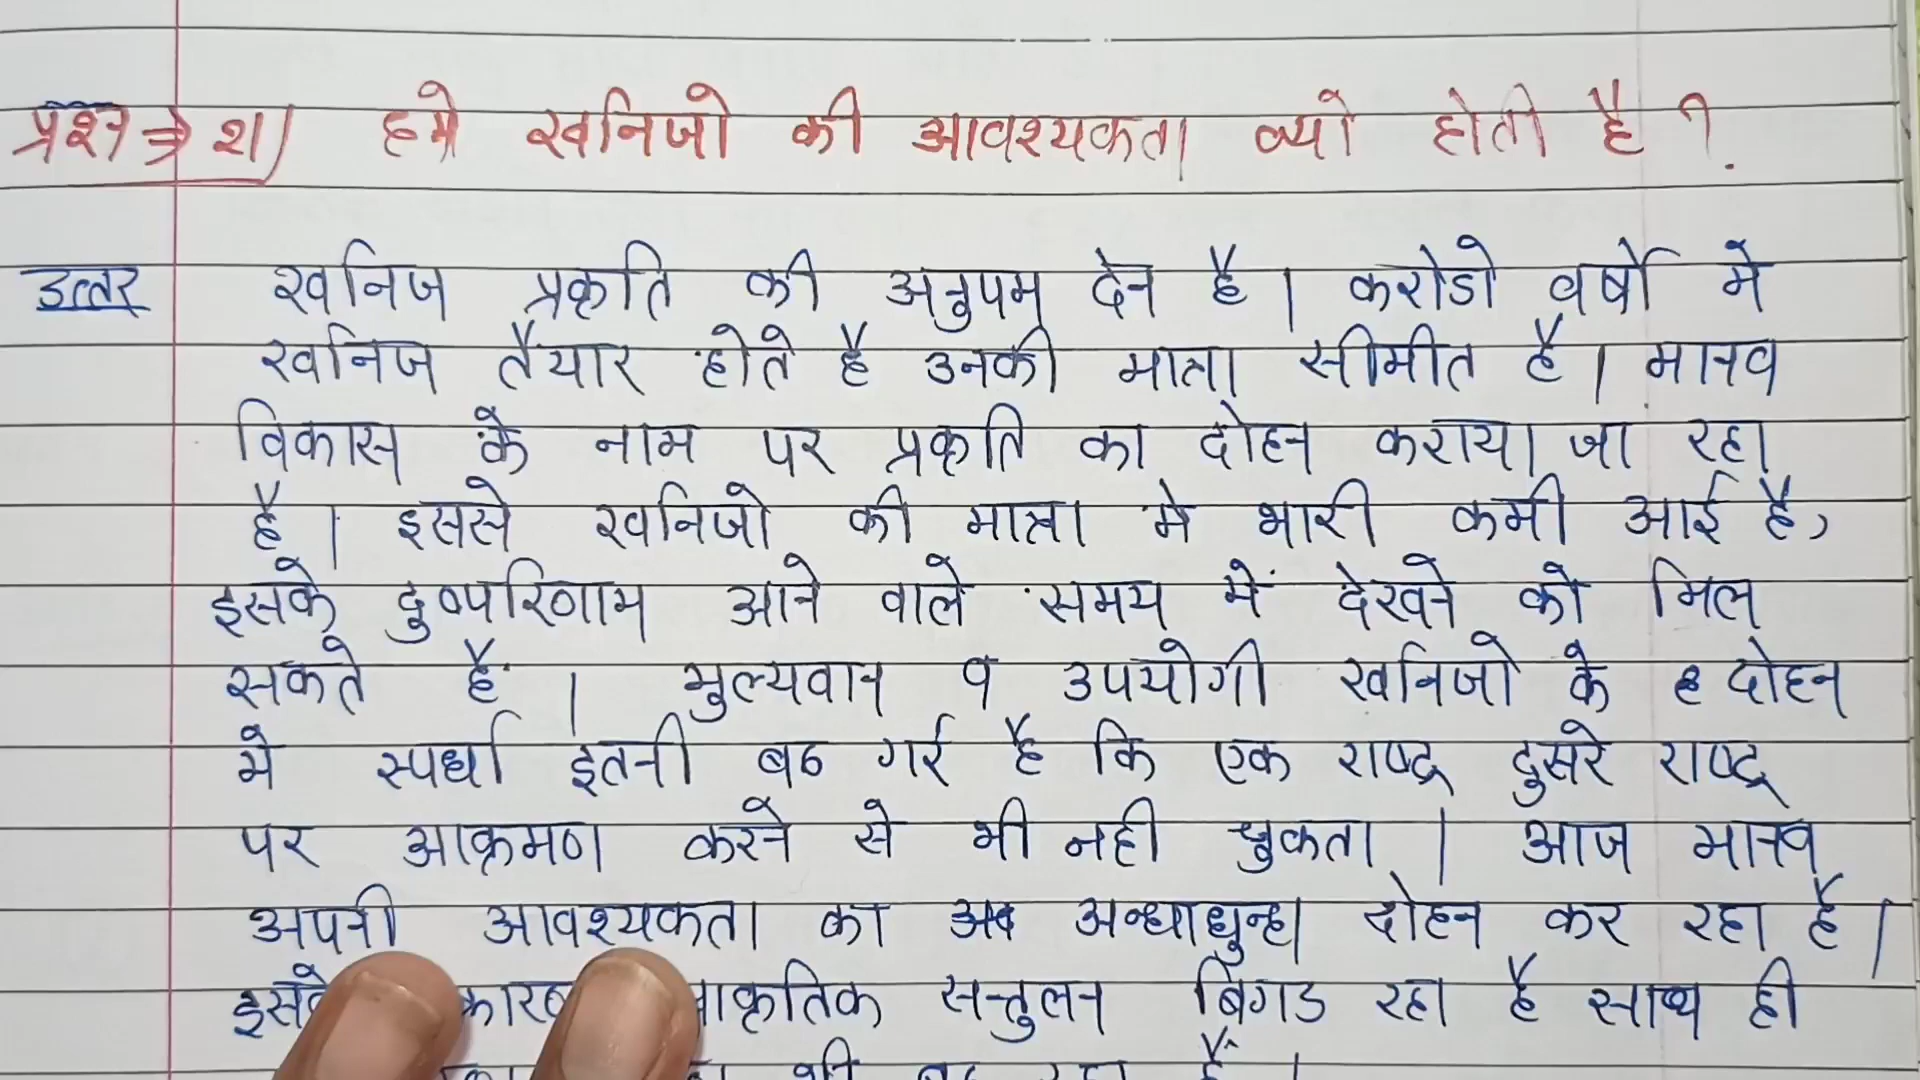 प्रश्न ⇒ श) हमे खनिजो की आवश्यकता क्यो होती है ?
उत्तर खनिज प्रकृति की अनुपम देन है । करोडो वर्षो मे
खनिज तैयार होते है उनकी मात्रा सीमीत है । मानव
विकास के नाम पर प्रकृति का दोहन कराया जा रहा
है । इससे खनिजो की मात्रा मे भारी कमी आई है,
इसके दुष्परिणाम आने वाले समय में देखने को मिल
सकते है । मुल्यवान व उपयोगी खनिजो के दोहन
मे स्पर्धा इतनी बढ गई है कि एक राष्ट्र दुसरे राष्ट्र
पर आक्रमण करने से भी नही चुकता । आज मानव
अपनी आवश्यकता का अन्धाधुन्ध दोहन कर रहा है ।
सन्तुलन बिगड रहा है साथ ही